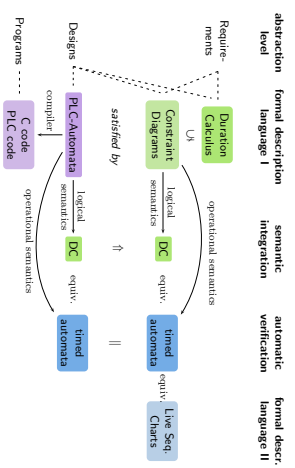 abstraction
level
formal description
language I
semantic
integration
automatic
verification
formal descr.
language II
Require-
ments
Duration
Calculus
⊆
Constraint
Diagrams
logical
semantics
DC
equiv.
operational semantics
timed
automata
equiv.
Live Seq.
Charts
satisfied by
⇑
||
Designs
PLC-Automata
logical
semantics
DC
equiv.
operational semantics
timed
automata
compiler
Programs
C code
PLC code